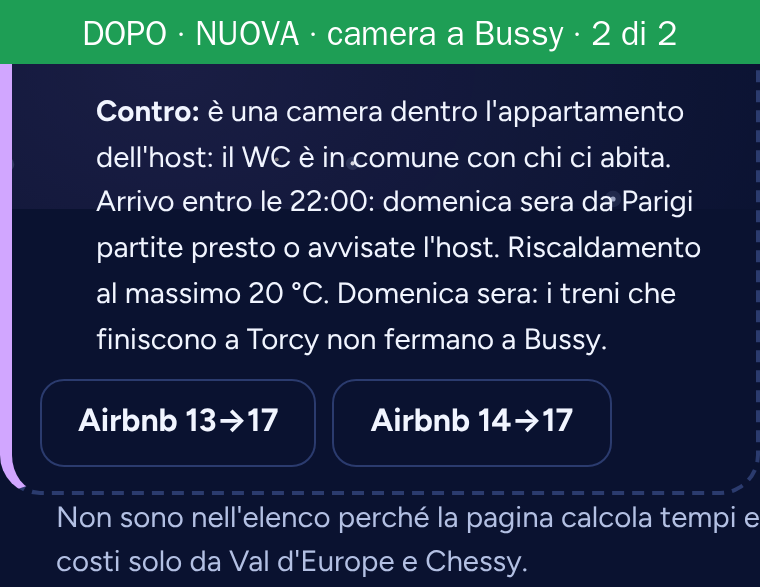 DOPO · NUOVA · camera a Bussy · 2 di 2
Contro: è una camera dentro l'appartamento
dell'host: il WC è in comune con chi ci abita.
Arrivo entro le 22:00: domenica sera da Parigi
partite presto o avvisate l'host. Riscaldamento
al massimo 20 °C. Domenica sera: i treni che
finiscono a Torcy non fermano a Bussy.
Airbnb 13→17
Airbnb 14→17
Non sono nell'elenco perché la pagina calcola tempi e
costi solo da Val d'Europe e Chessy.